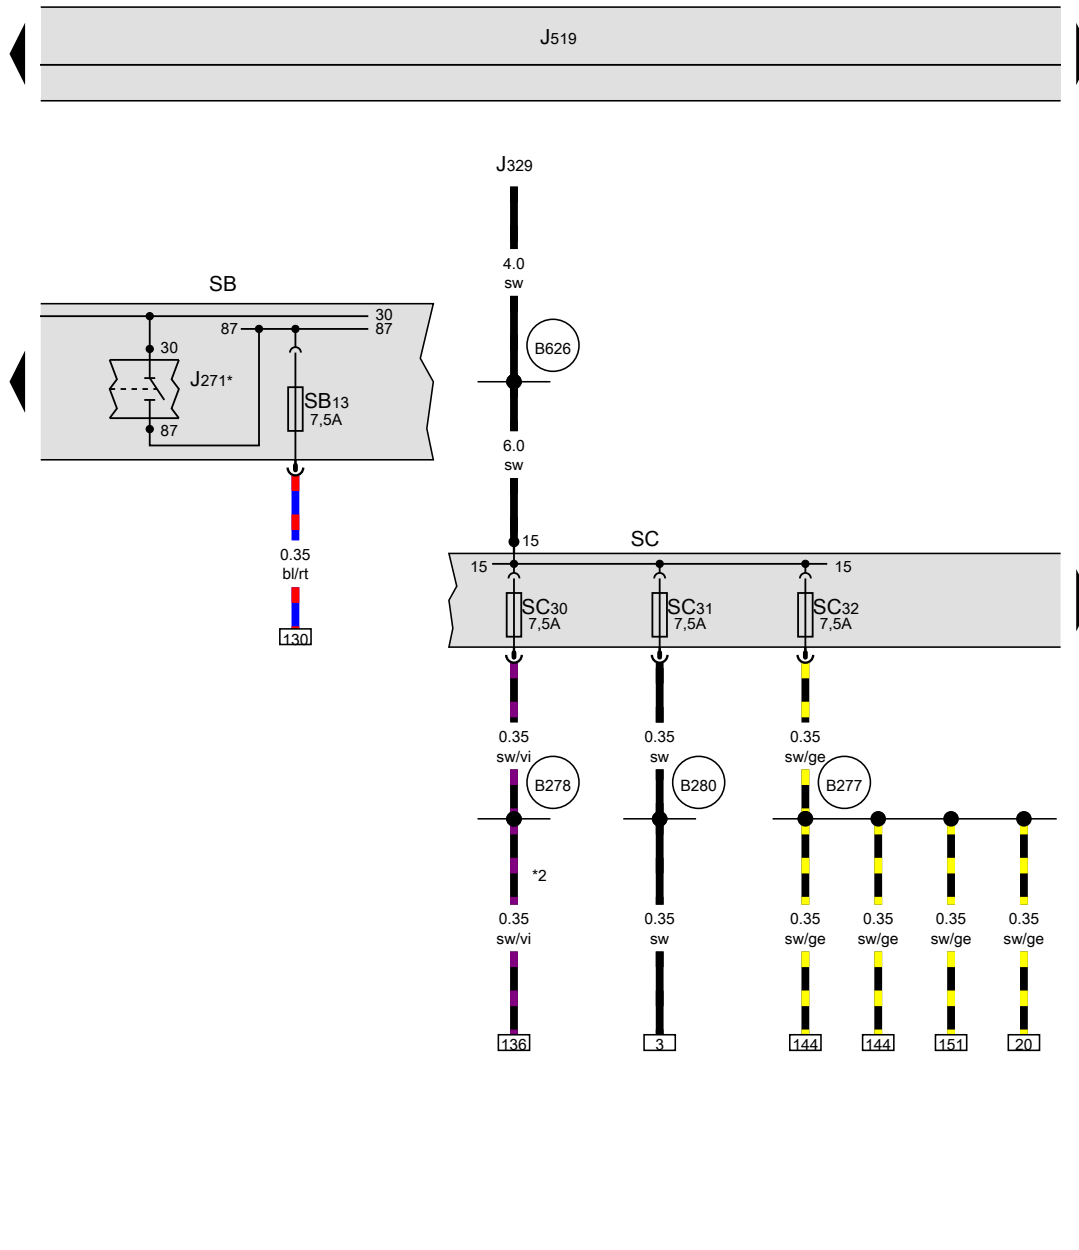 J519
J329
4.0
sw
SB
30
87
87
30
J271*
SB13
7,5A
87
B626
6.0
sw
0.35
bl/rt
130
15
SC
15
15
SC30
7,5A
SC31
7,5A
SC32
7,5A
0.35
sw/vi
0.35
sw
0.35
sw/ge
B278
B280
B277
*2
0.35
sw/vi
0.35
sw
0.35
sw/ge
0.35
sw/ge
0.35
sw/ge
0.35
sw/ge
136
3
144
144
151
20